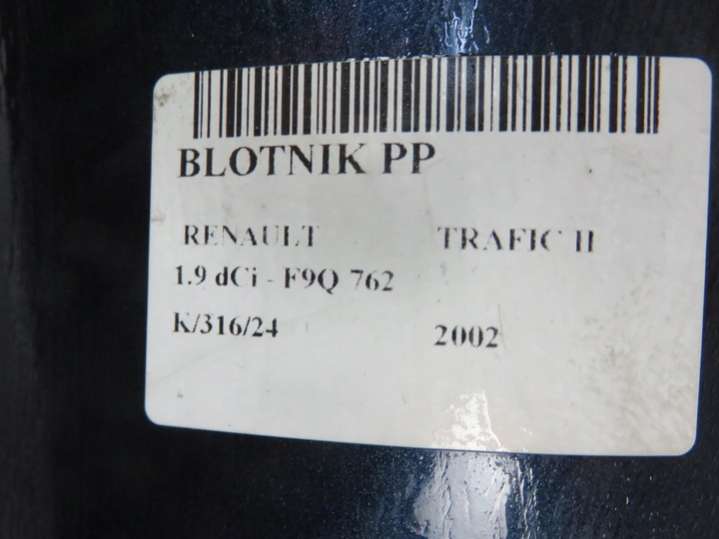 BLOTNIK PP
RENAULT TRAFIC II
1.9 dCi - F9Q 762
K/316/24 2002